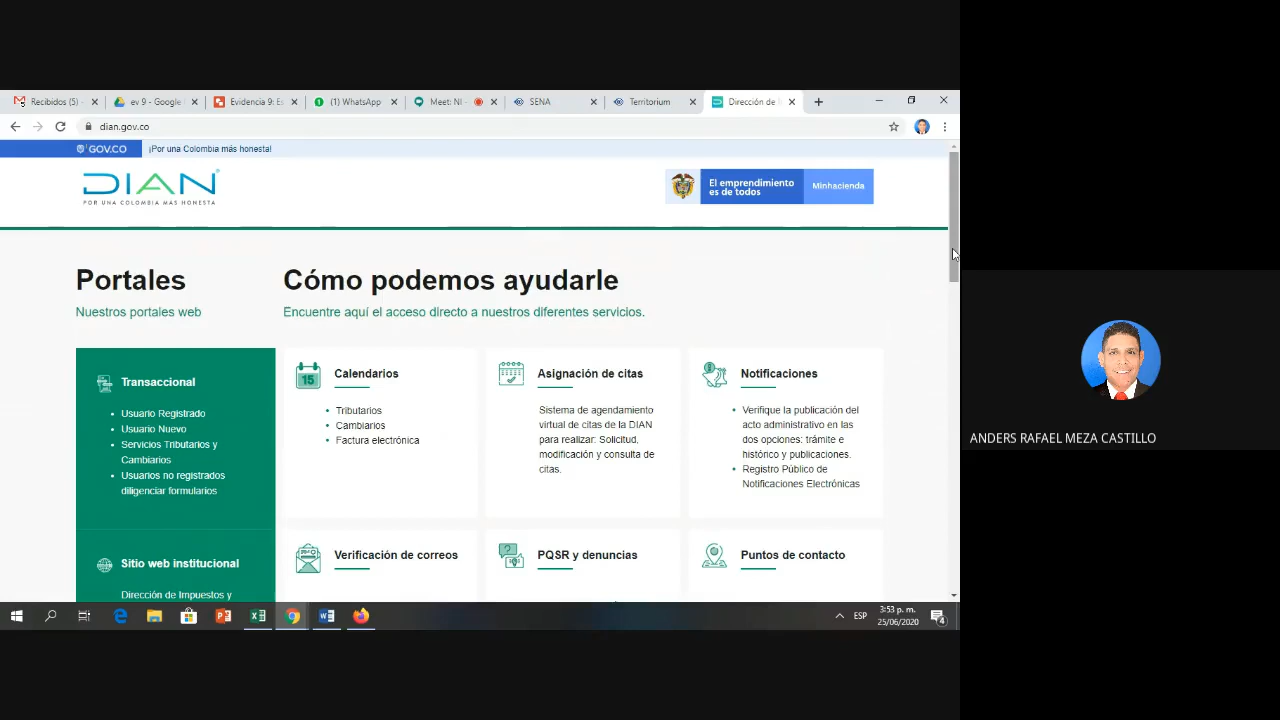 Recibidos (5) -
ev 9 - Google
Evidencia 9: Es
(1) WhatsApp
Meet: NI -
SENA
Territorium
Dirección de
dian.gov.co
GOV.CO
¡Por una Colombia más honesta!
DIAN
POR UNA COLOMBIA MÁS HONESTA
El emprendimiento
es de todos
Minhacienda
Portales
Cómo podemos ayudarle
Nuestros portales web
Encuentre aquí el acceso directo a nuestros diferentes servicios.
Transaccional
• Usuario Registrado
• Usuario Nuevo
• Servicios Tributarios y
Cambiarios
• Usuarios no registrados
diligenciar formularios
15
Calendarios
• Tributarios
• Cambiarios
• Factura electrónica
Asignación de citas
Sistema de agendamiento
virtual de citas de la DIAN
para realizar: Solicitud,
modificación y consulta de
citas.
Notificaciones
• Verifique la publicación del
acto administrativo en las
dos opciones: trámite e
histórico y publicaciones.
• Registro Público de
Notificaciones Electrónicas
Sitio web institucional
Dirección de Impuestos y
Verificación de correos
PQSR y denuncias
Puntos de contacto
ANDERS RAFAEL MEZA CASTILLO
ESP
3:53 p. m.
25/06/2020
4